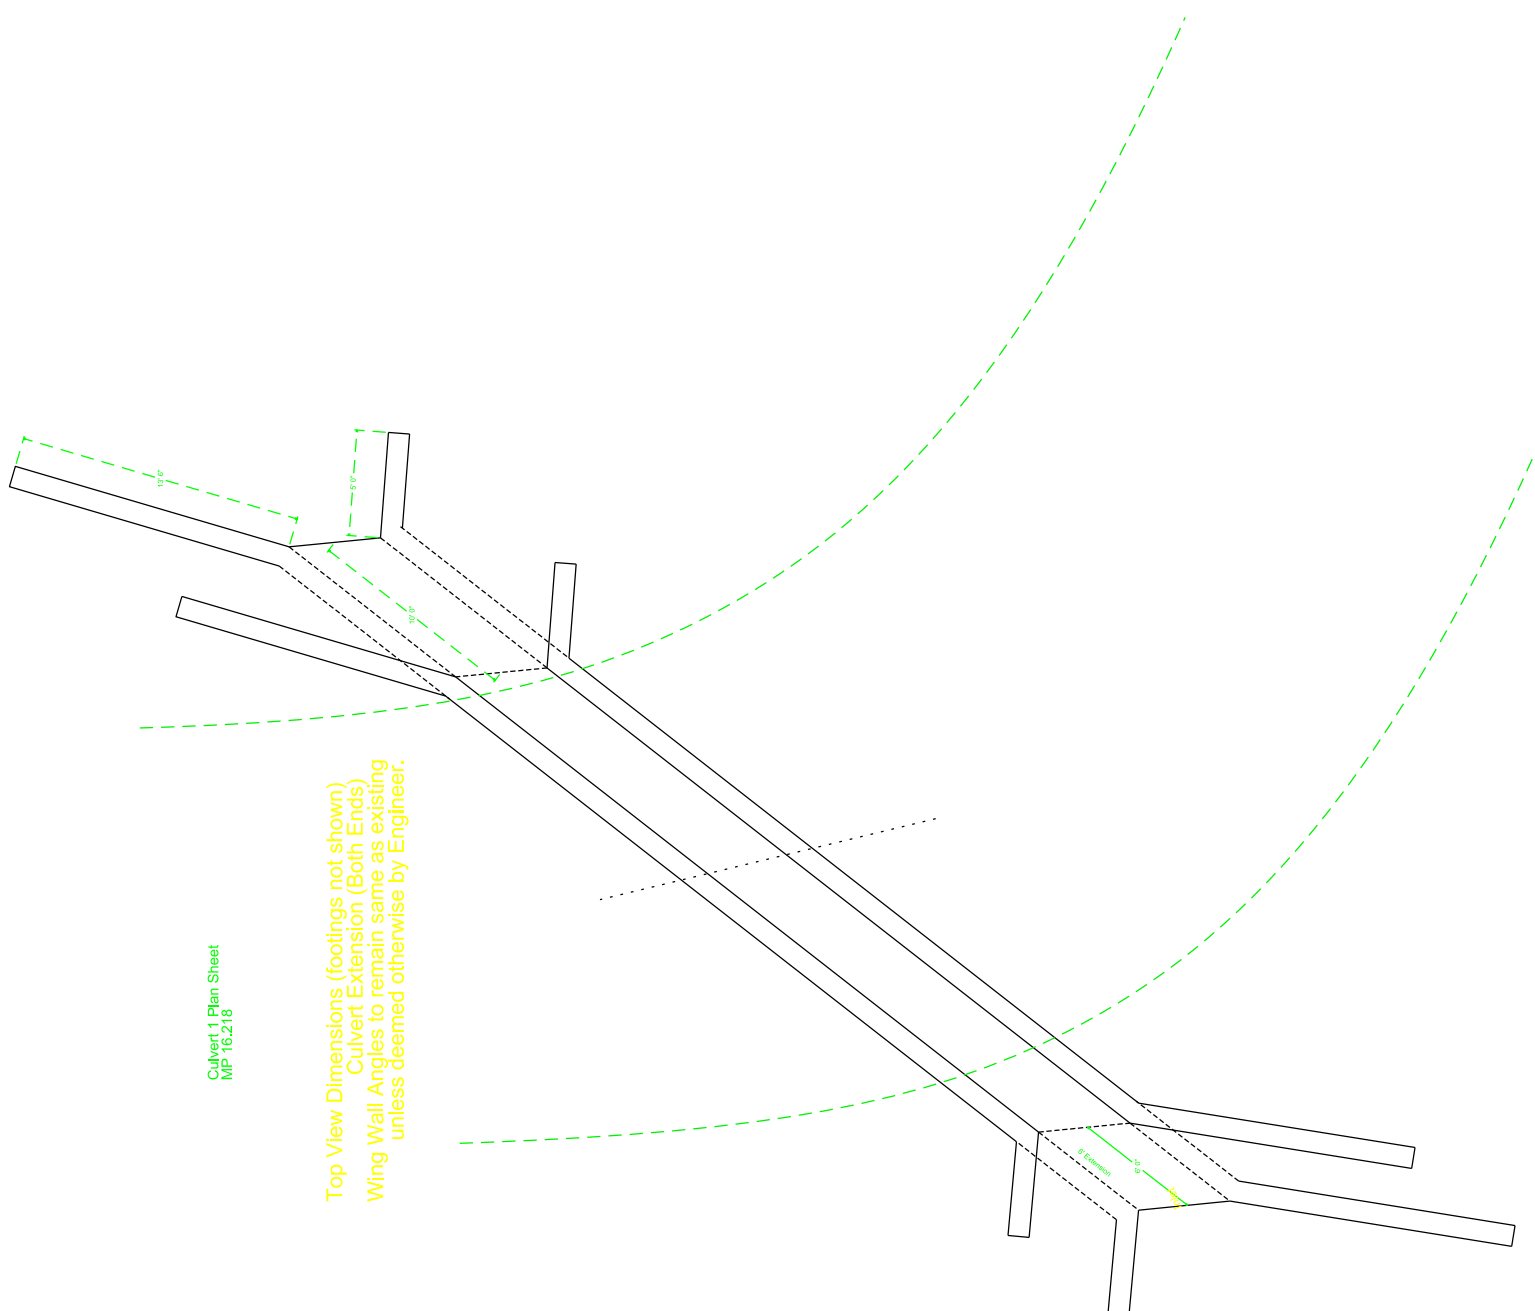 13' 6"
5' 0"
10' 0"
Top View Dimensions (footings not shown)
Culvert Extension (Both Ends)
Wing Wall Angles to remain same as existing
unless deemed otherwise by Engineer.
Culvert 1 Plan Sheet
MP 16.218
6' Extension
6' 0"